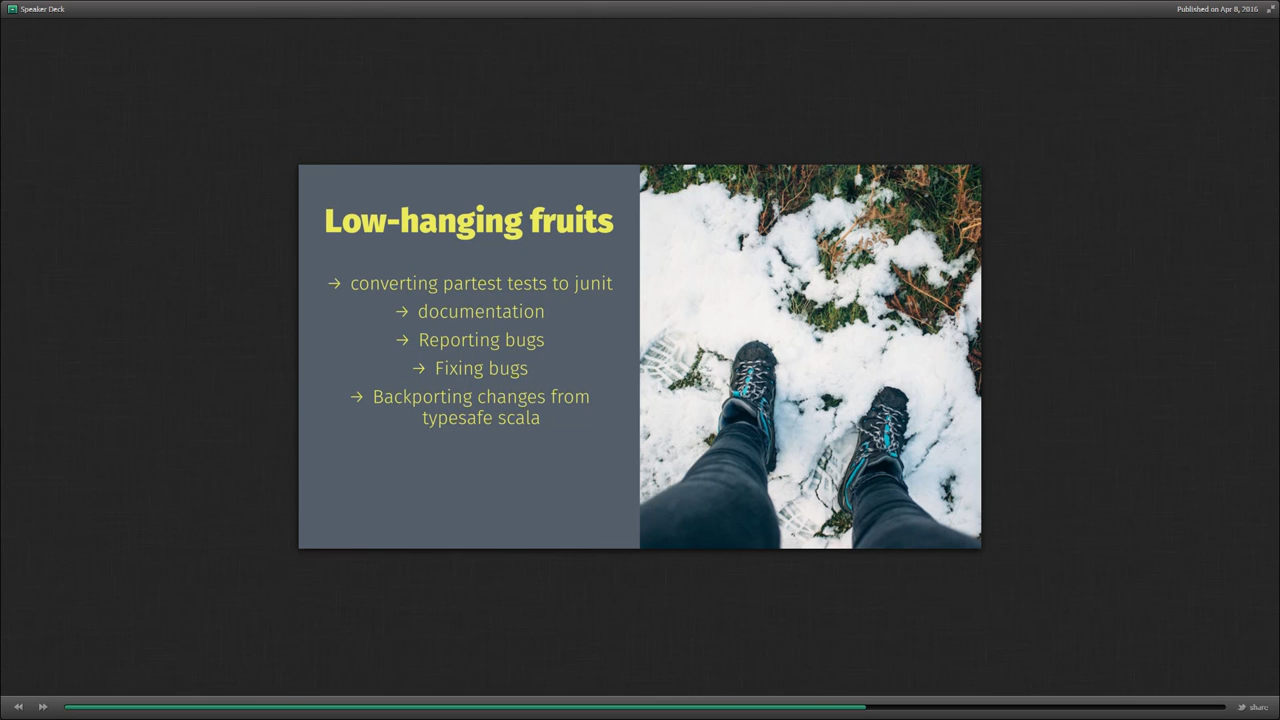 Speaker Deck
Published on Apr 8, 2016
Low-hanging fruits
→ converting partest tests to junit
→ documentation
→ Reporting bugs
→ Fixing bugs
→ Backporting changes from
typesafe scala
share